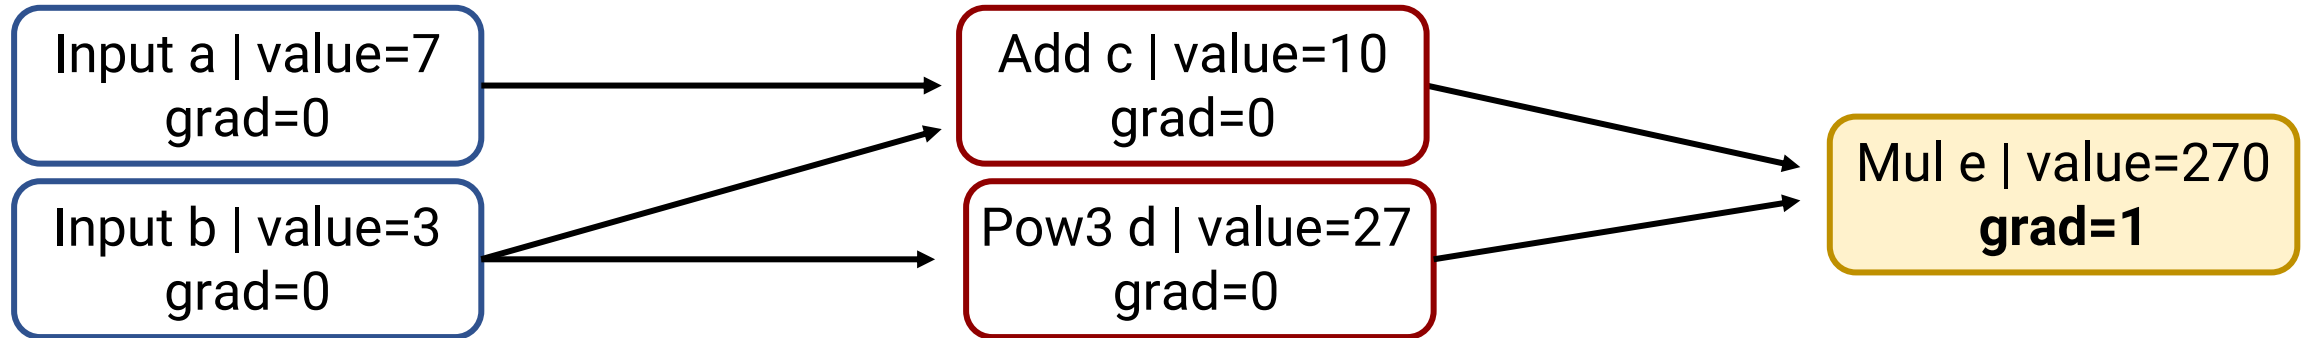 Input a | value=7
grad=0
Add c | value=10
grad=0
Input b | value=3
grad=0
Pow3 d | value=27
grad=0
Mul e | value=270
grad=1